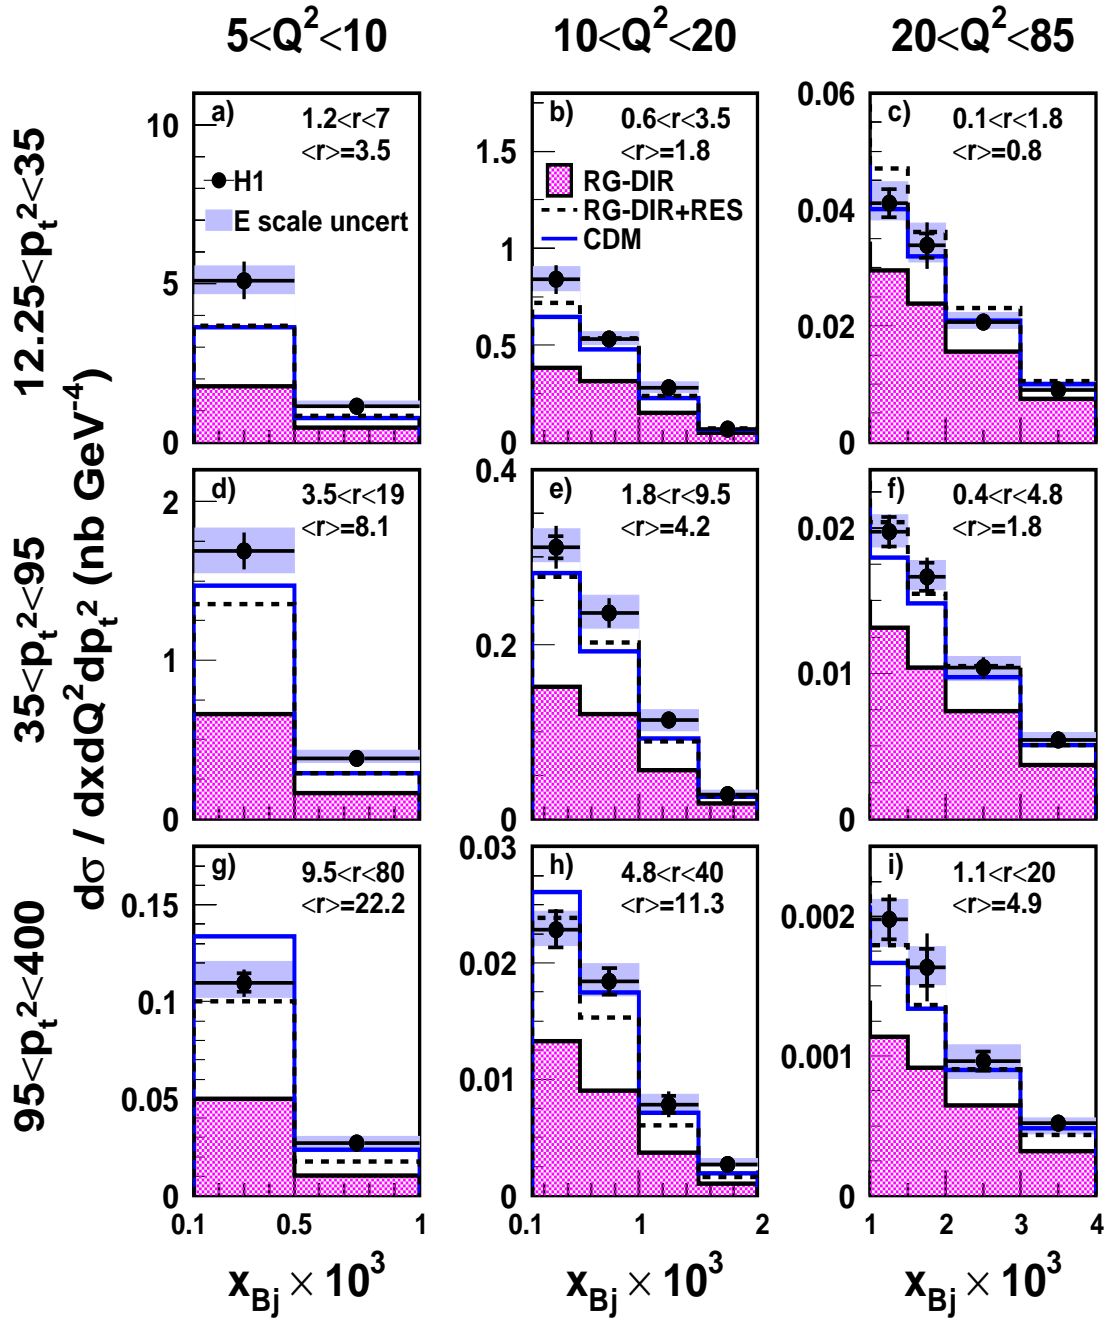 5<Q²<10 10<Q²<20 20<Q²<85
12.25<p_t²<35
35<p_t²<95
95<p_t²<400
dσ / dxdQ²dp_t² (nb GeV⁻⁴)
a) 1.2<r<7
<r>=3.5
H1
E scale uncert
10
5
0
b) 0.6<r<3.5
<r>=1.8
RG-DIR
RG-DIR+RES
CDM
1.5
1
0.5
0
c) 0.1<r<1.8
<r>=0.8
0.06
0.04
0.02
0
d) 3.5<r<19
<r>=8.1
2
1
0
e) 1.8<r<9.5
<r>=4.2
0.4
0.2
0
f) 0.4<r<4.8
<r>=1.8
0.02
0.01
0
g) 9.5<r<80
<r>=22.2
0.15
0.1
0.05
0
h) 4.8<r<40
<r>=11.3
0.03
0.02
0.01
0
i) 1.1<r<20
<r>=4.9
0.002
0.001
0
0.1 0.5 1 0.1 1 2 1 2 3 4
x_Bj × 10³ x_Bj × 10³ x_Bj × 10³